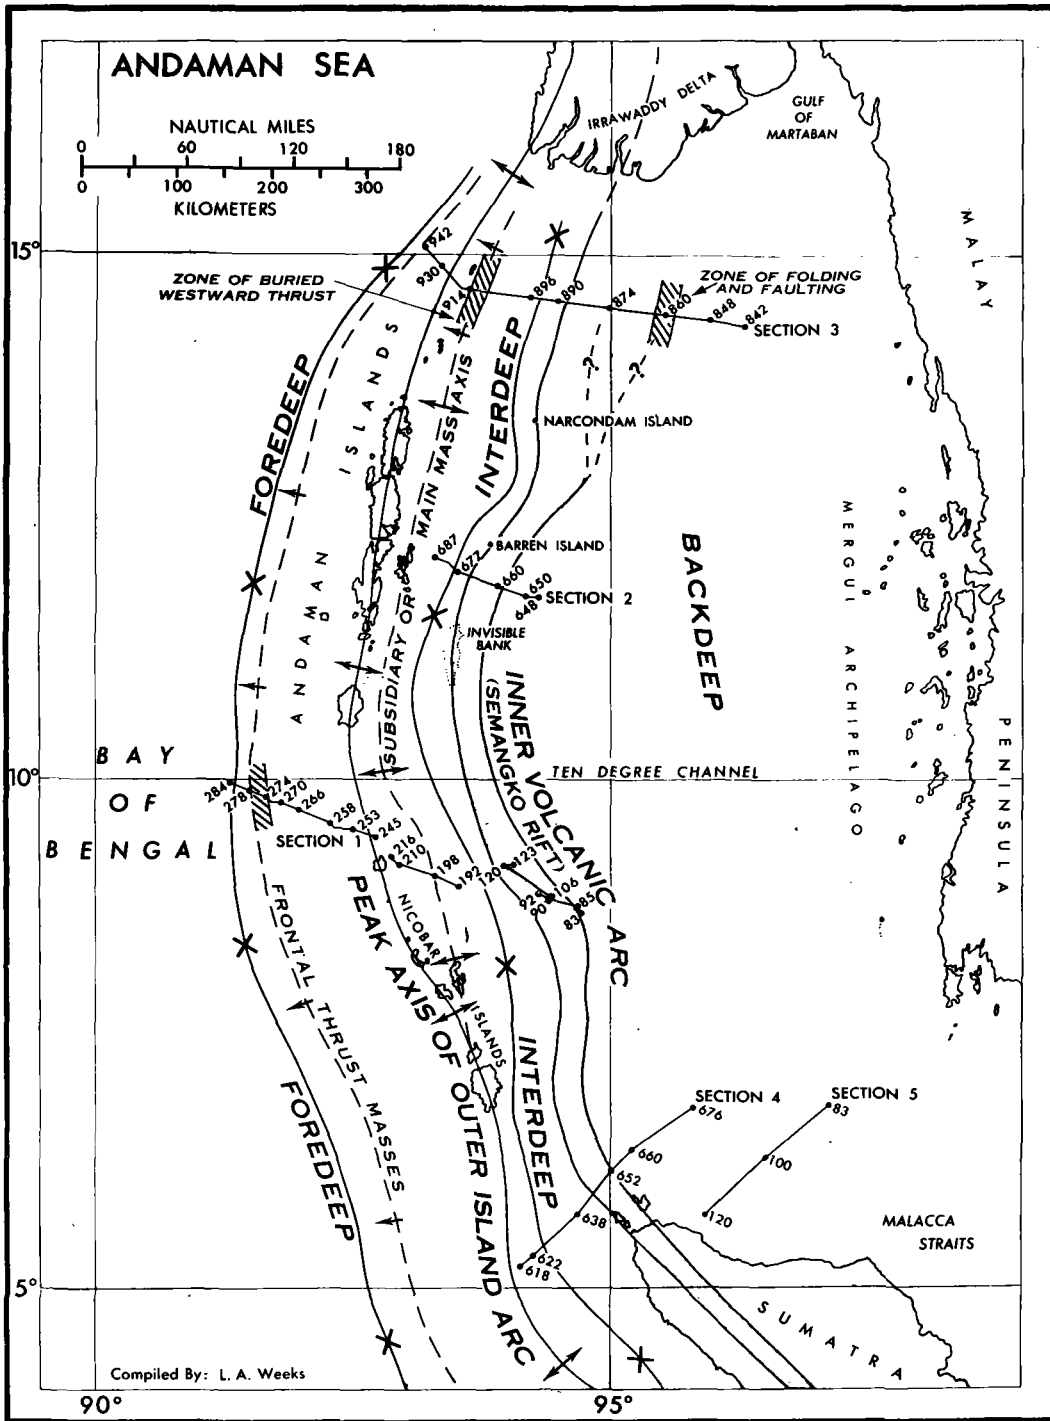 ANDAMAN SEA
NAUTICAL MILES
0 60 120 180
0 100 200 300
KILOMETERS
IRRAWADDY DELTA
GULF
OF
MARTABAN
MALAY
15°
942
930
914
896
890
874
860
848
842
SECTION 3
ZONE OF BURIED
WESTWARD THRUST
ZONE OF FOLDING
AND FAULTING
-?-
-?-
FOREDEEP
ANDAMAN ISLANDS
SUBSIDIARY OR MAIN MASS AXIS
INTERDEEP
NARCONDAM ISLAND
BARREN ISLAND
687
677
660
650
648
SECTION 2
INVISIBLE
BANK
BACKDEEP
MERGUI ARCHIPELAGO
PENINSULA
INNER VOLCANIC ARC
(SEMANGKO RIFT)
10°
TEN DEGREE CHANNEL
BAY
OF
BENGAL
284
278
274
270
266
258
253
245
SECTION 1
216
210
198
192
123
120
106
92
90
85
83
NICOBAR ISLANDS
PEAK AXIS OF OUTER ISLAND ARC
FRONTAL THRUST MASSES
FOREDEEP
INTERDEEP
SECTION 4
676
660
652
638
622
618
SECTION 5
83
100
120
MALACCA
STRAITS
5°
SUMATRA
Compiled By: L. A. Weeks
90°
95°